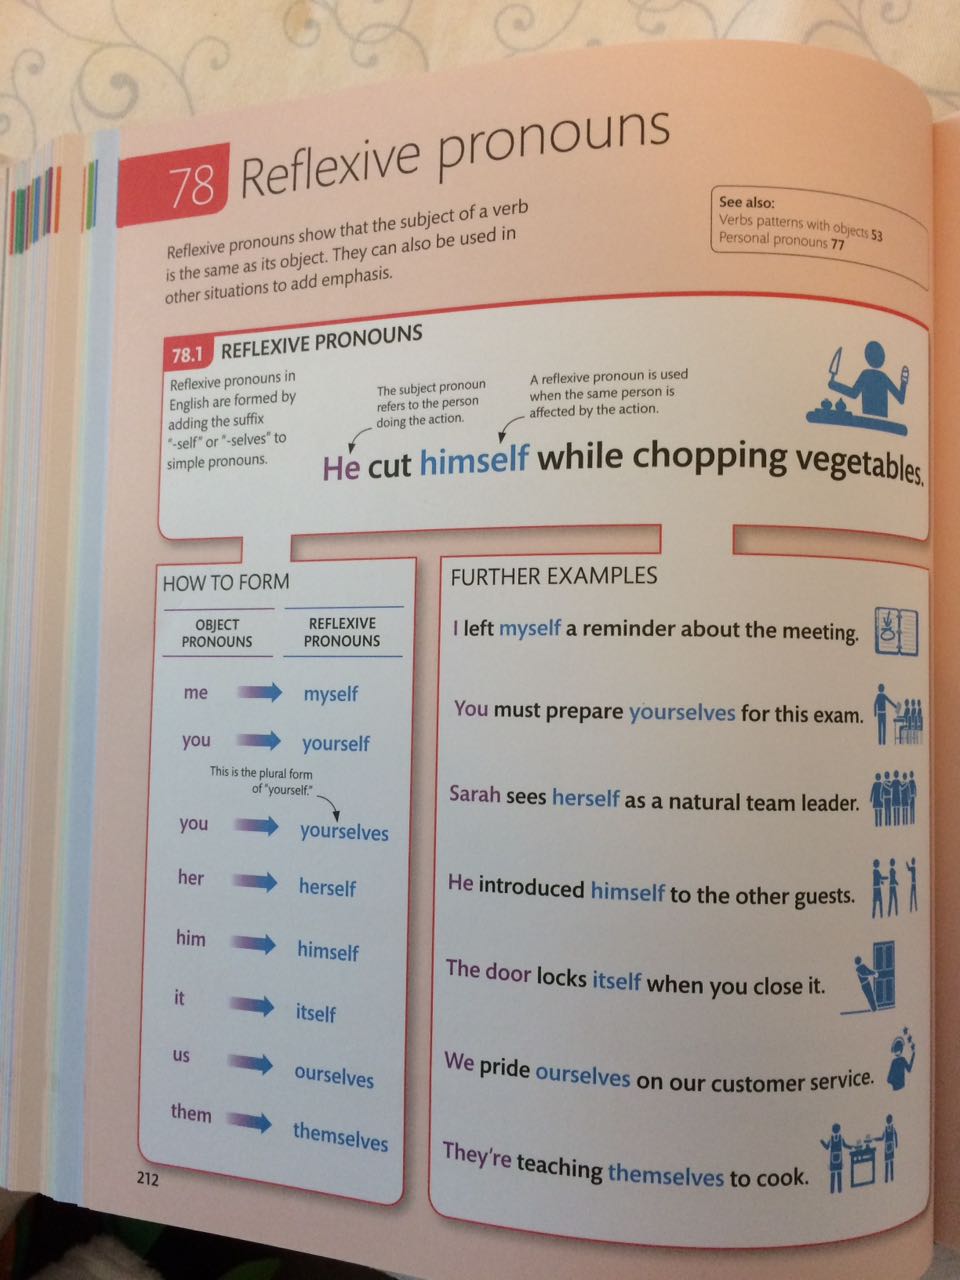 78 Reflexive pronouns
Reflexive pronouns show that the subject of a verb
is the same as its object. They can also be used in
other situations to add emphasis.
See also:
Verbs patterns with objects 53
Personal pronouns 77
78.1 REFLEXIVE PRONOUNS
Reflexive pronouns in
English are formed by
adding the suffix
"-self" or "-selves" to
simple pronouns.
The subject pronoun
refers to the person
doing the action.
A reflexive pronoun is used
when the same person is
affected by the action.
He cut himself while chopping vegetables.
HOW TO FORM
OBJECT
PRONOUNS
REFLEXIVE
PRONOUNS
me myself
you yourself
This is the plural form
of "yourself."
you yourselves
her herself
him himself
it itself
us ourselves
them themselves
FURTHER EXAMPLES
I left myself a reminder about the meeting.
You must prepare yourselves for this exam.
Sarah sees herself as a natural team leader.
He introduced himself to the other guests.
The door locks itself when you close it.
We pride ourselves on our customer service.
They're teaching themselves to cook.
212